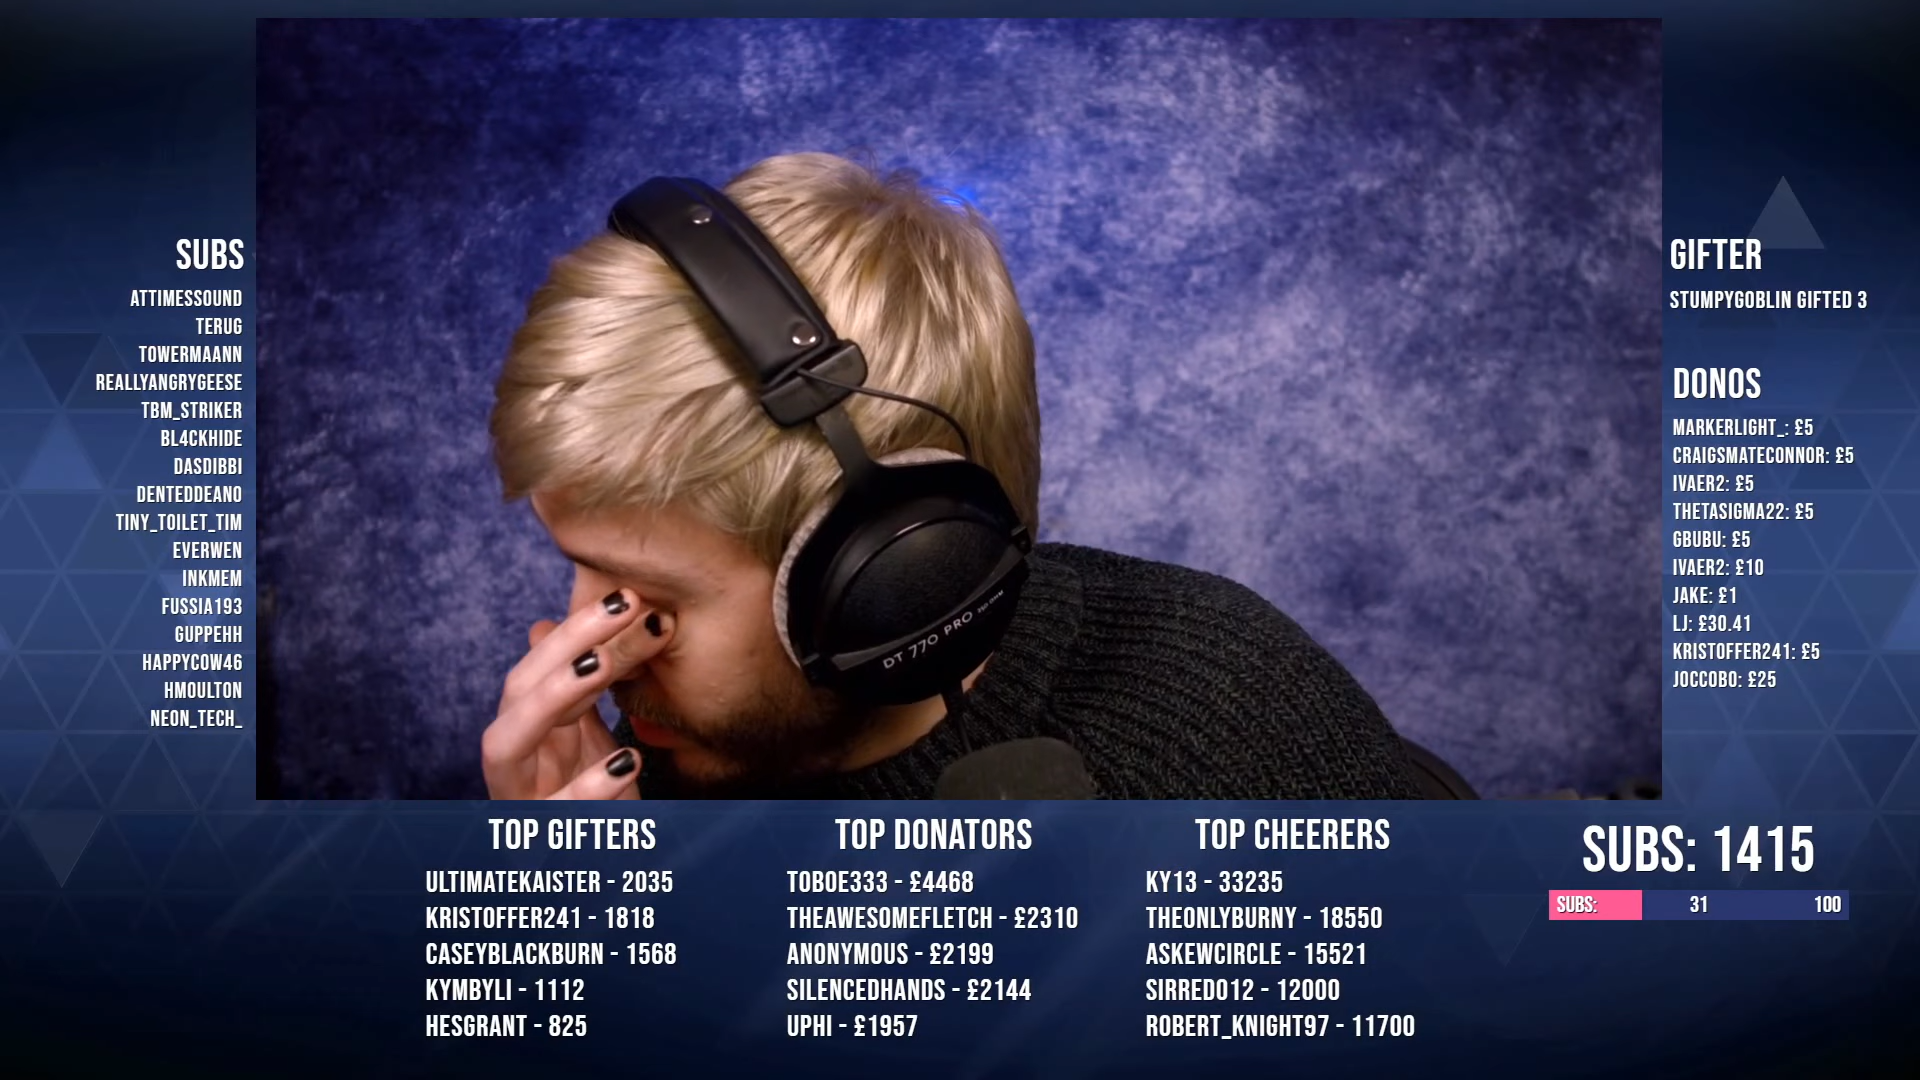 SUBS
ATTIMESSOUND
TERUG
TOWERMAANN
REALLYANGRYGEESE
TBM_STRIKER
BL4CKHIDE
DASDIBBI
DENTEDDEANO
TINY_TOILET_TIM
EVERWEN
INKMEM
FUSSIA193
GUPPEHH
HAPPYCOW46
HMOULTON
NEON_TECH_
DT 770 PRO 250 OHM
GIFTER
STUMPYGOBLIN GIFTED 3
DONOS
MARKERLIGHT_: £5
CRAIGSMATECONNOR: £5
IVAER2: £5
THETASIGMA22: £5
GBUBU: £5
IVAER2: £10
JAKE: £1
LJ: £30.41
KRISTOFFER241: £5
JOCCOBO: £25
TOP GIFTERS
ULTIMATEKAISTER - 2035
KRISTOFFER241 - 1818
CASEYBLACKBURN - 1568
KYMBYLI - 1112
HESGRANT - 825
TOP DONATORS
TOBOE333 - £4468
THEAWESOMEFLETCH - £2310
ANONYMOUS - £2199
SILENCEDHANDS - £2144
UPHI - £1957
TOP CHEERERS
KY13 - 33235
THEONLYBURNY - 18550
ASKEWCIRCLE - 15521
SIRRED012 - 12000
ROBERT_KNIGHT97 - 11700
SUBS: 1415
SUBS: 31 100